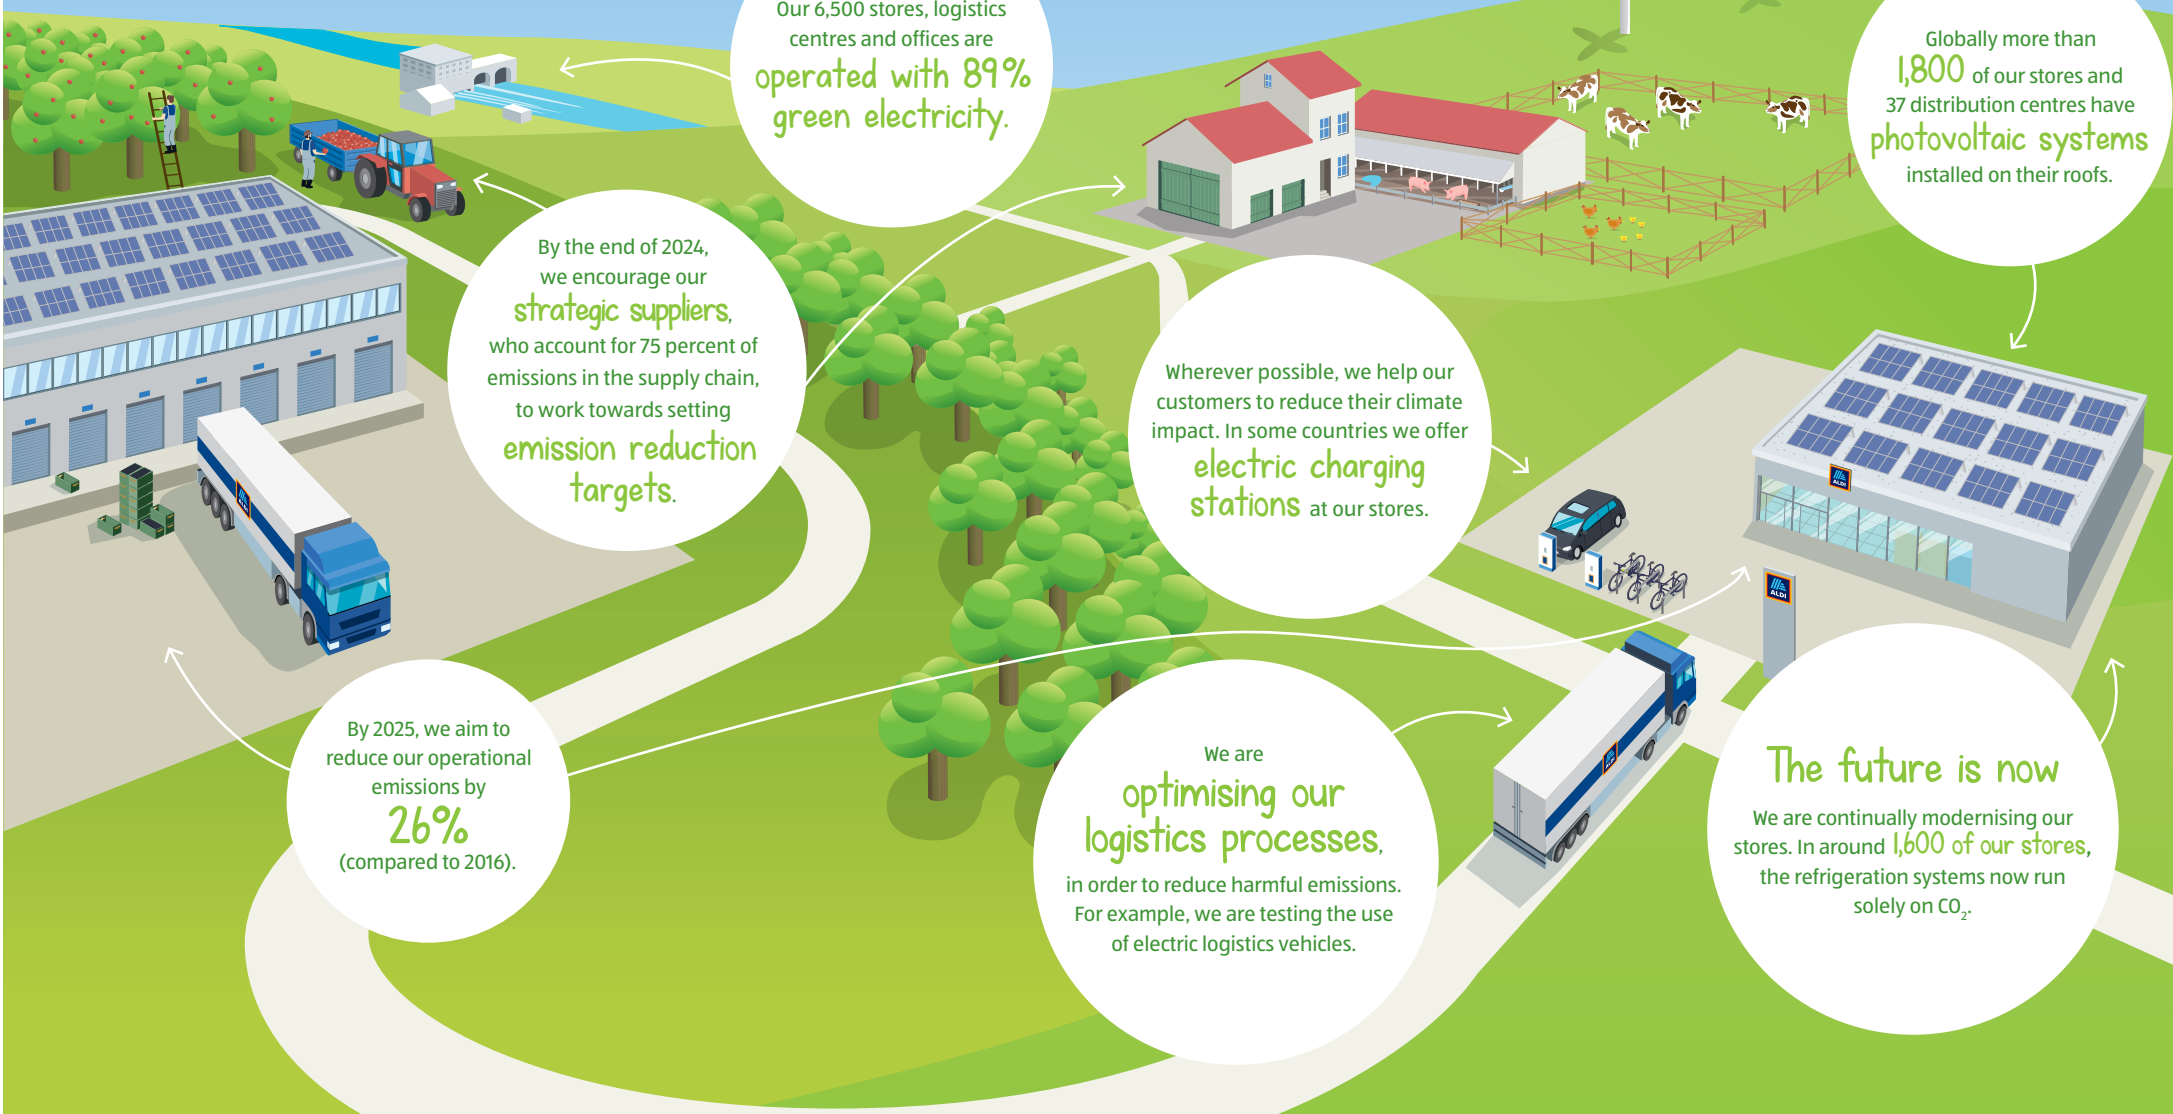 Our 6,500 stores, logistics
centres and offices are
operated with 89%
green electricity.
Globally more than
1,800 of our stores and
37 distribution centres have
photovoltaic systems
installed on their roofs.
By the end of 2024,
we encourage our
strategic suppliers,
who account for 75 percent of
emissions in the supply chain,
to work towards setting
emission reduction
targets.
Wherever possible, we help our
customers to reduce their climate
impact. In some countries we offer
electric charging
stations at our stores.
ALDI
ALDI
ALDI
By 2025, we aim to
reduce our operational
emissions by
26%
(compared to 2016).
We are
optimising our
logistics processes,
in order to reduce harmful emissions.
For example, we are testing the use
of electric logistics vehicles.
ALDI
The future is now
We are continually modernising our
stores. In around 1,600 of our stores,
the refrigeration systems now run
solely on CO₂.